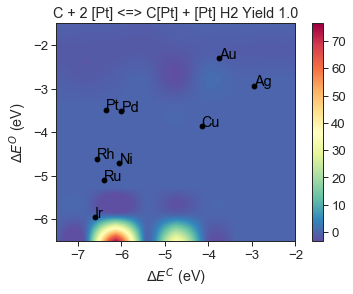 C + 2 [Pt] <=> C[Pt] + [Pt] H2 Yield 1.0
−2
−3
−4
−5
−6
ΔE^O (eV)
Au
Ag
Pt
Pd
Cu
Rh
Ni
Ru
Ir
−7 −6 −5 −4 −3 −2
ΔE^C (eV)
70
60
50
40
30
20
10
0